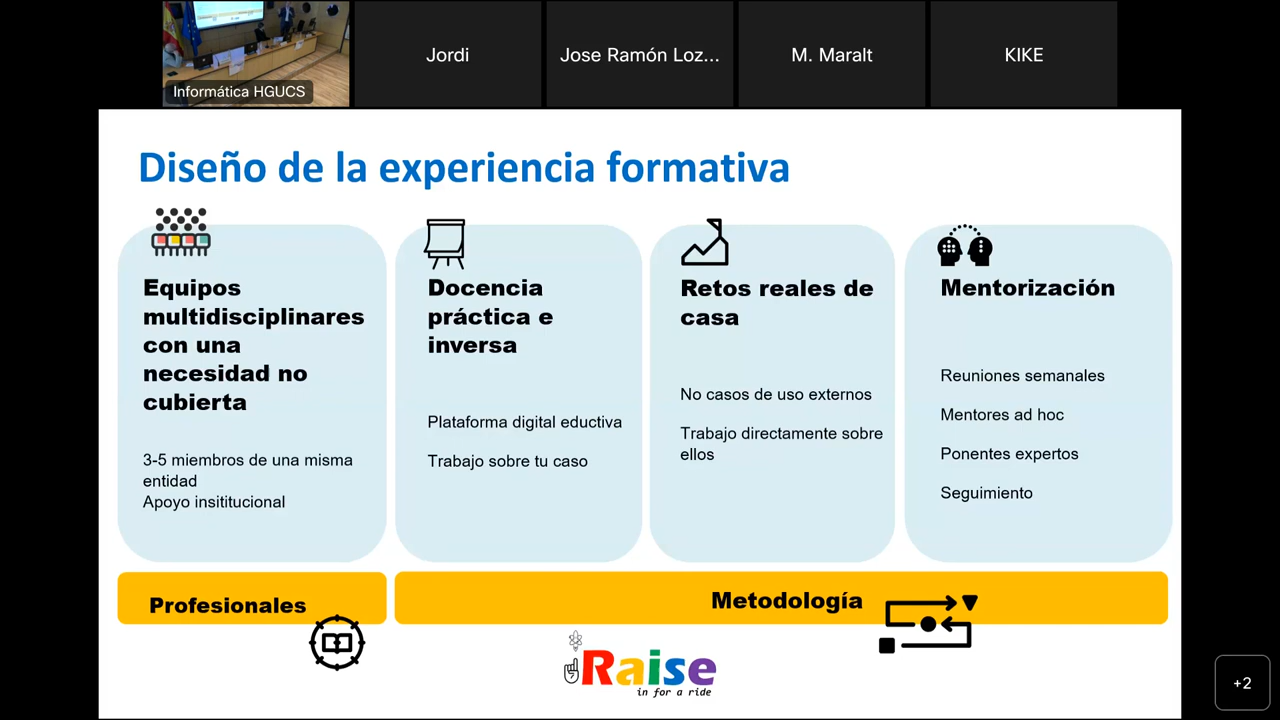 Informática HGUCS
Jordi
Jose Ramón Loz...
M. Maralt
KIKE
Diseño de la experiencia formativa
Equipos
multidisciplinares
con una
necesidad no
cubierta
3-5 miembros de una misma
entidad
Apoyo insititucional
Docencia
práctica e
inversa
Plataforma digital eductiva
Trabajo sobre tu caso
Retos reales de
casa
No casos de uso externos
Trabajo directamente sobre
ellos
Mentorización
Reuniones semanales
Mentores ad hoc
Ponentes expertos
Seguimiento
Profesionales
Metodología
Raise
in for a ride
+2